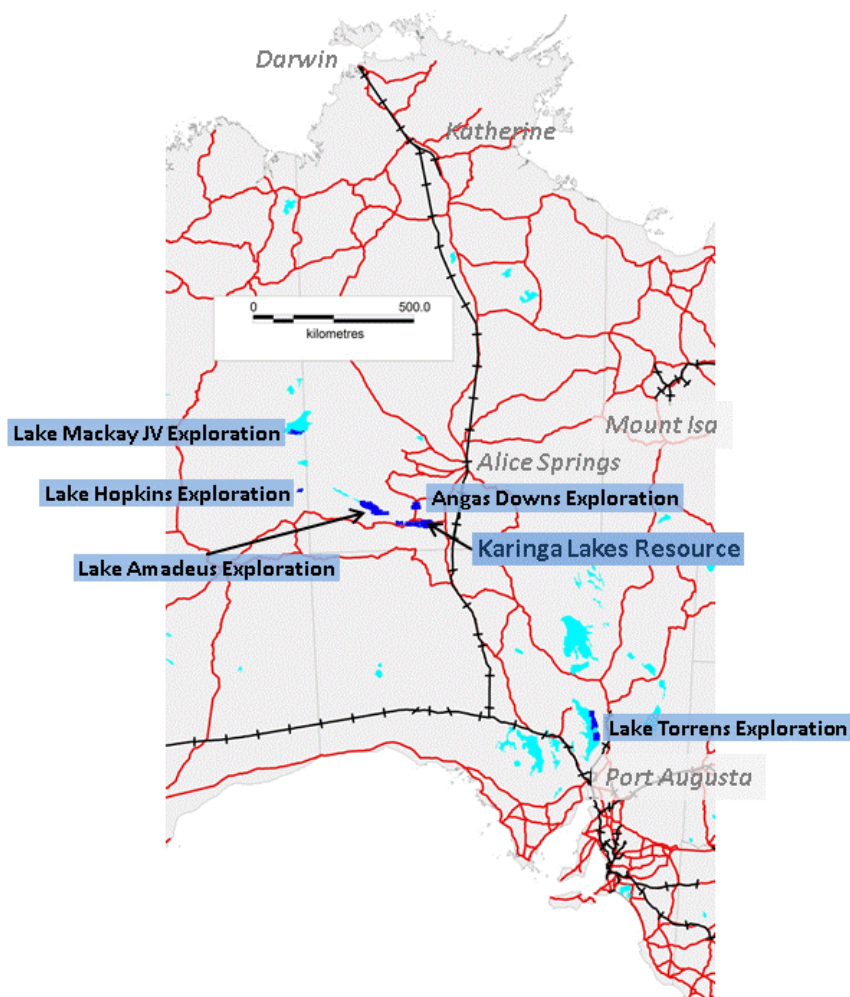 Darwin
Katherine
0 500.0
kilometres
Mount Isa
Lake Mackay JV Exploration
Alice Springs
Lake Hopkins Exploration
Angas Downs Exploration
Karinga Lakes Resource
Lake Amadeus Exploration
Lake Torrens Exploration
Port Augusta